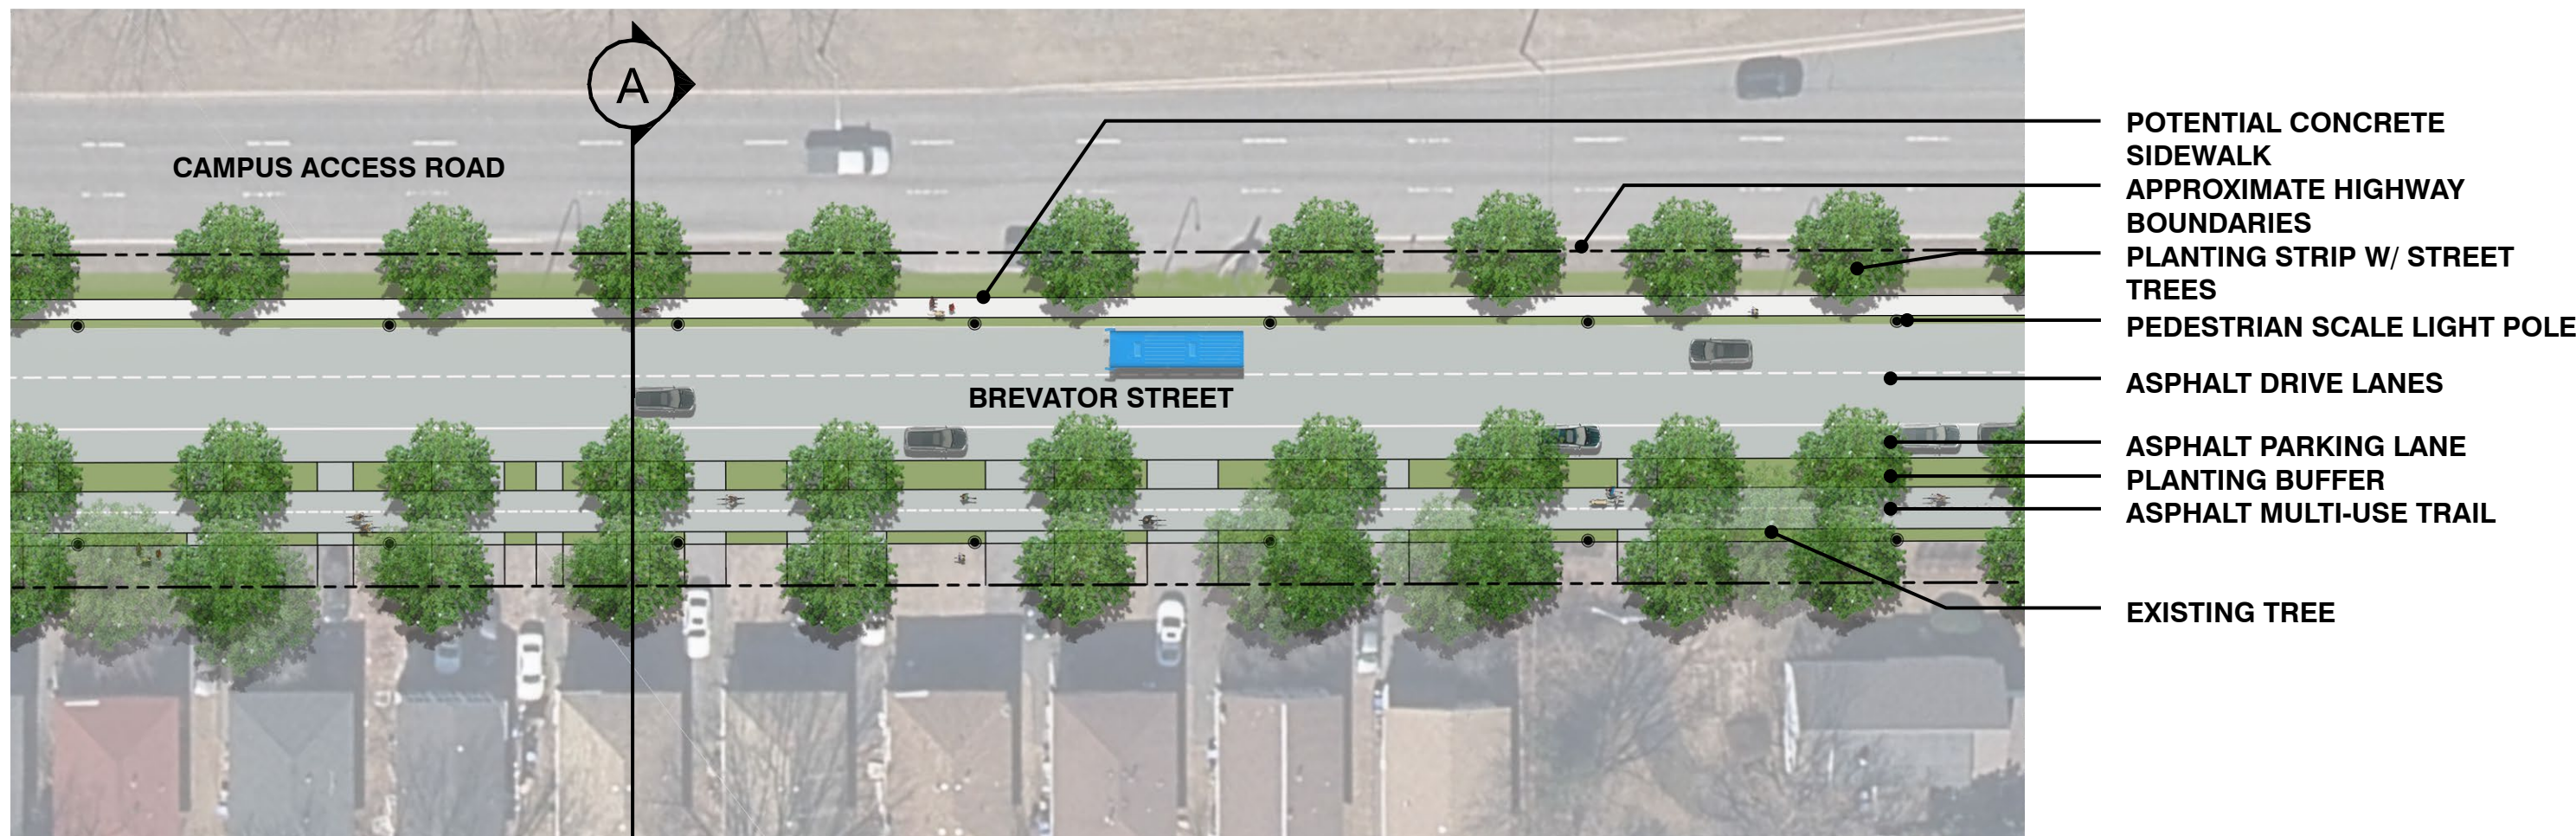 A
CAMPUS ACCESS ROAD
BREVATOR STREET
POTENTIAL CONCRETE
SIDEWALK
APPROXIMATE HIGHWAY
BOUNDARIES
PLANTING STRIP W/ STREET
TREES
PEDESTRIAN SCALE LIGHT POLE
ASPHALT DRIVE LANES
ASPHALT PARKING LANE
PLANTING BUFFER
ASPHALT MULTI-USE TRAIL
EXISTING TREE